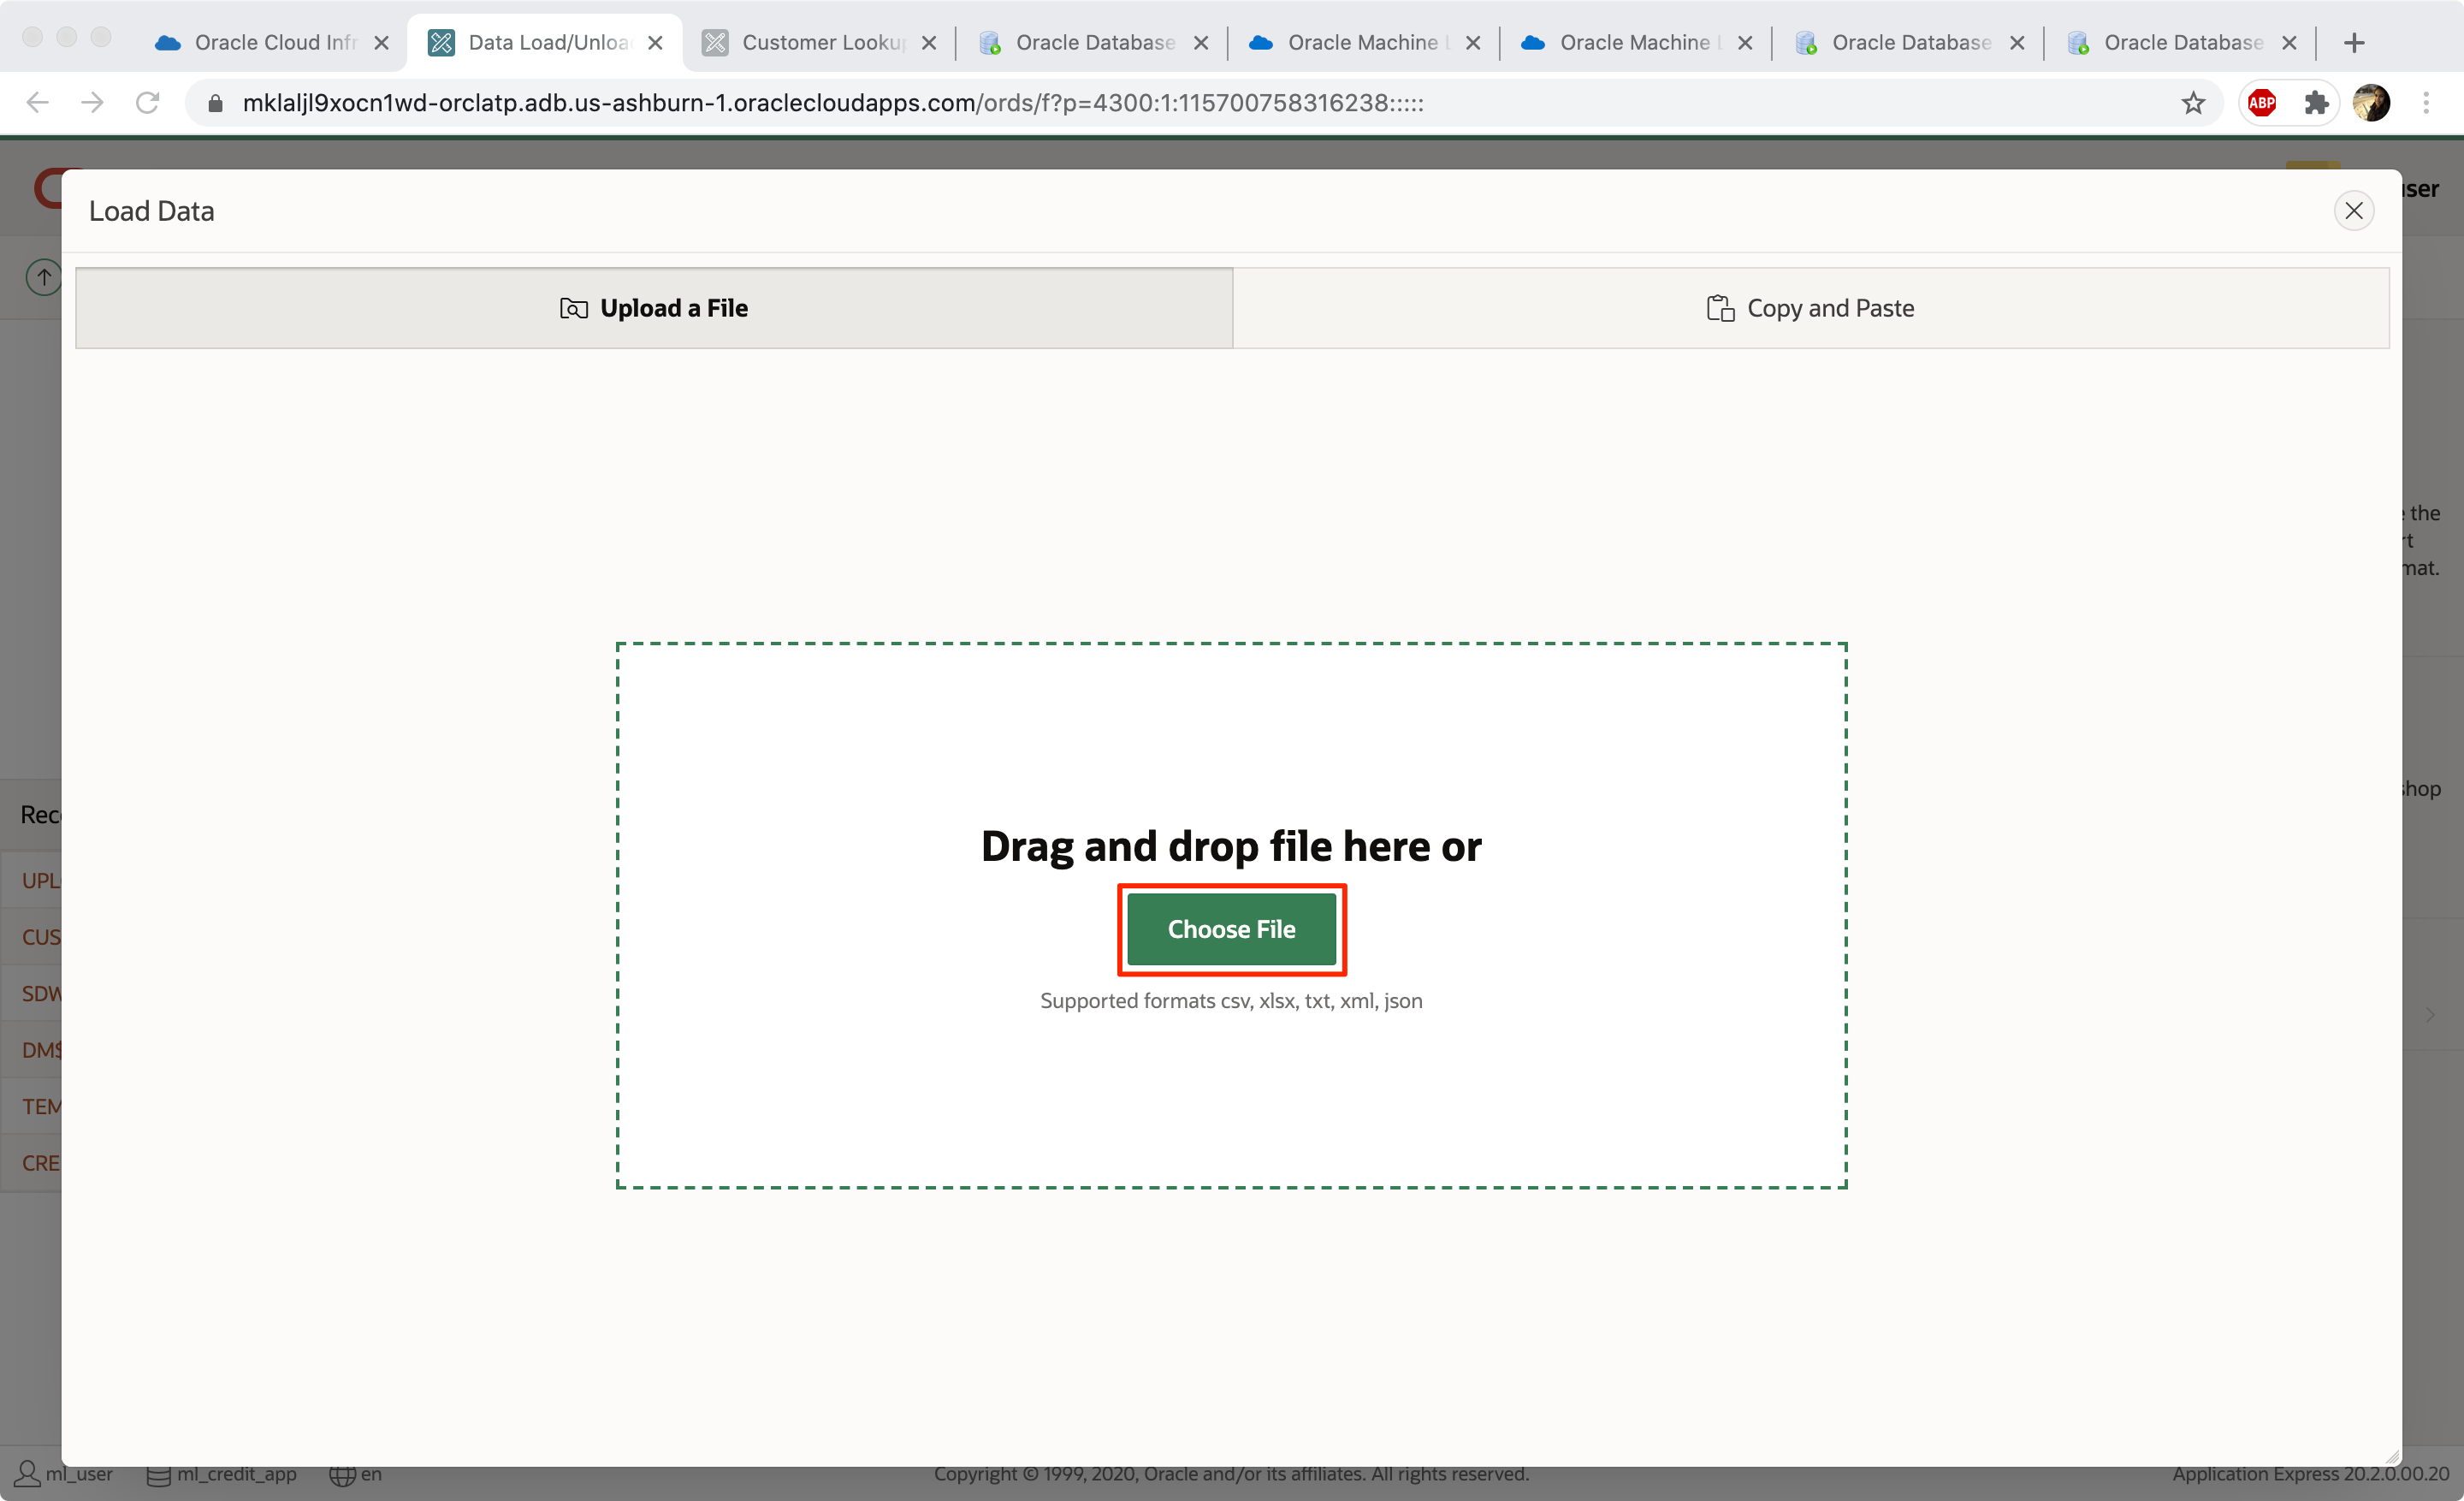 Oracle Cloud Infr
Data Load/Unloa
Customer Looku
Oracle Database
Oracle Machine L
Oracle Machine L
Oracle Database
Oracle Database
mklaljl9xocn1wd-orclatp.adb.us-ashburn-1.oraclecloudapps.com/ords/f?p=4300:1:115700758316238:::::
ABP
ser
Load Data
Upload a File
Copy and Paste
the
rt
mat.
hop
Drag and drop file here or
Choose File
Supported formats csv, xlsx, txt, xml, json
Rec
UPL
CUS
SDW
DM$
TEM
CRE
ml_user
ml_credit_app
en
Copyright © 1999, 2020, Oracle and/or its affiliates. All rights reserved.
Application Express 20.2.0.00.20